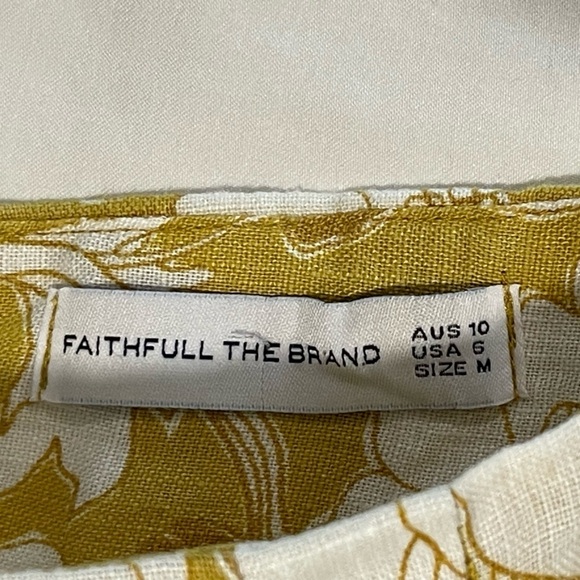 FAITHFULL THE BRAND
AUS 10
USA 6
SIZE M